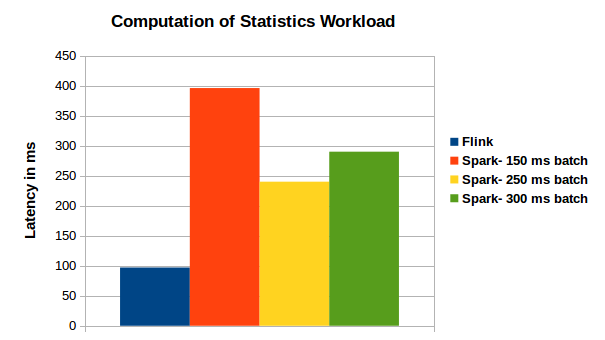 Computation of Statistics Workload
Latency in ms
450
400
350
300
250
200
150
100
50
0
Flink
Spark- 150 ms batch
Spark- 250 ms batch
Spark- 300 ms batch